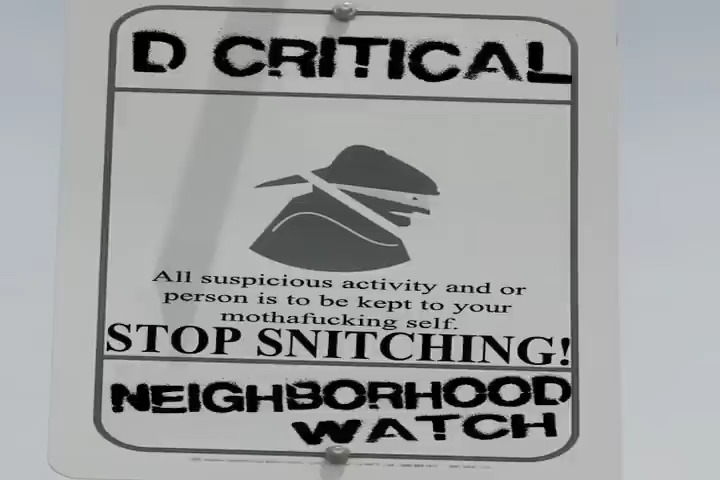 D CRITICAL
All suspicious activity and or
person is to be kept to your
mothafucking self.
STOP SNITCHING!
NEIGHBORHOOD
WATCH